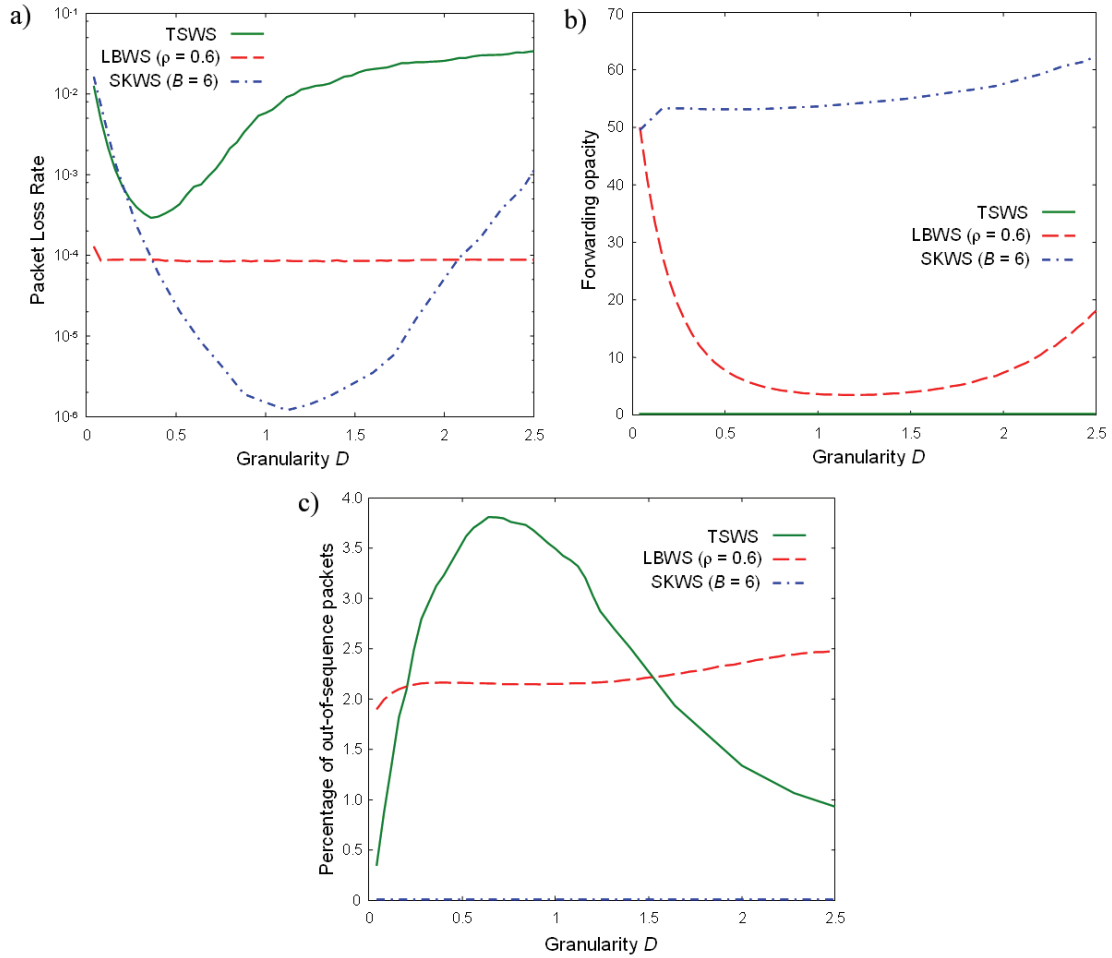 a)
10⁻¹
10⁻²
10⁻³
10⁻⁴
10⁻⁵
10⁻⁶
Packet Loss Rate
TSWS
LBWS (ρ = 0.6)
SKWS (B = 6)
0 0.5 1 1.5 2 2.5
Granularity D
b)
70
60
50
40
30
20
10
0
Forwarding opacity
TSWS
LBWS (ρ = 0.6)
SKWS (B = 6)
0 0.5 1 1.5 2 2.5
Granularity D
c)
4.0
3.5
3.0
2.5
2.0
1.5
1.0
0.5
0
Percentage of out-of-sequence packets
TSWS
LBWS (ρ = 0.6)
SKWS (B = 6)
0 0.5 1 1.5 2 2.5
Granularity D